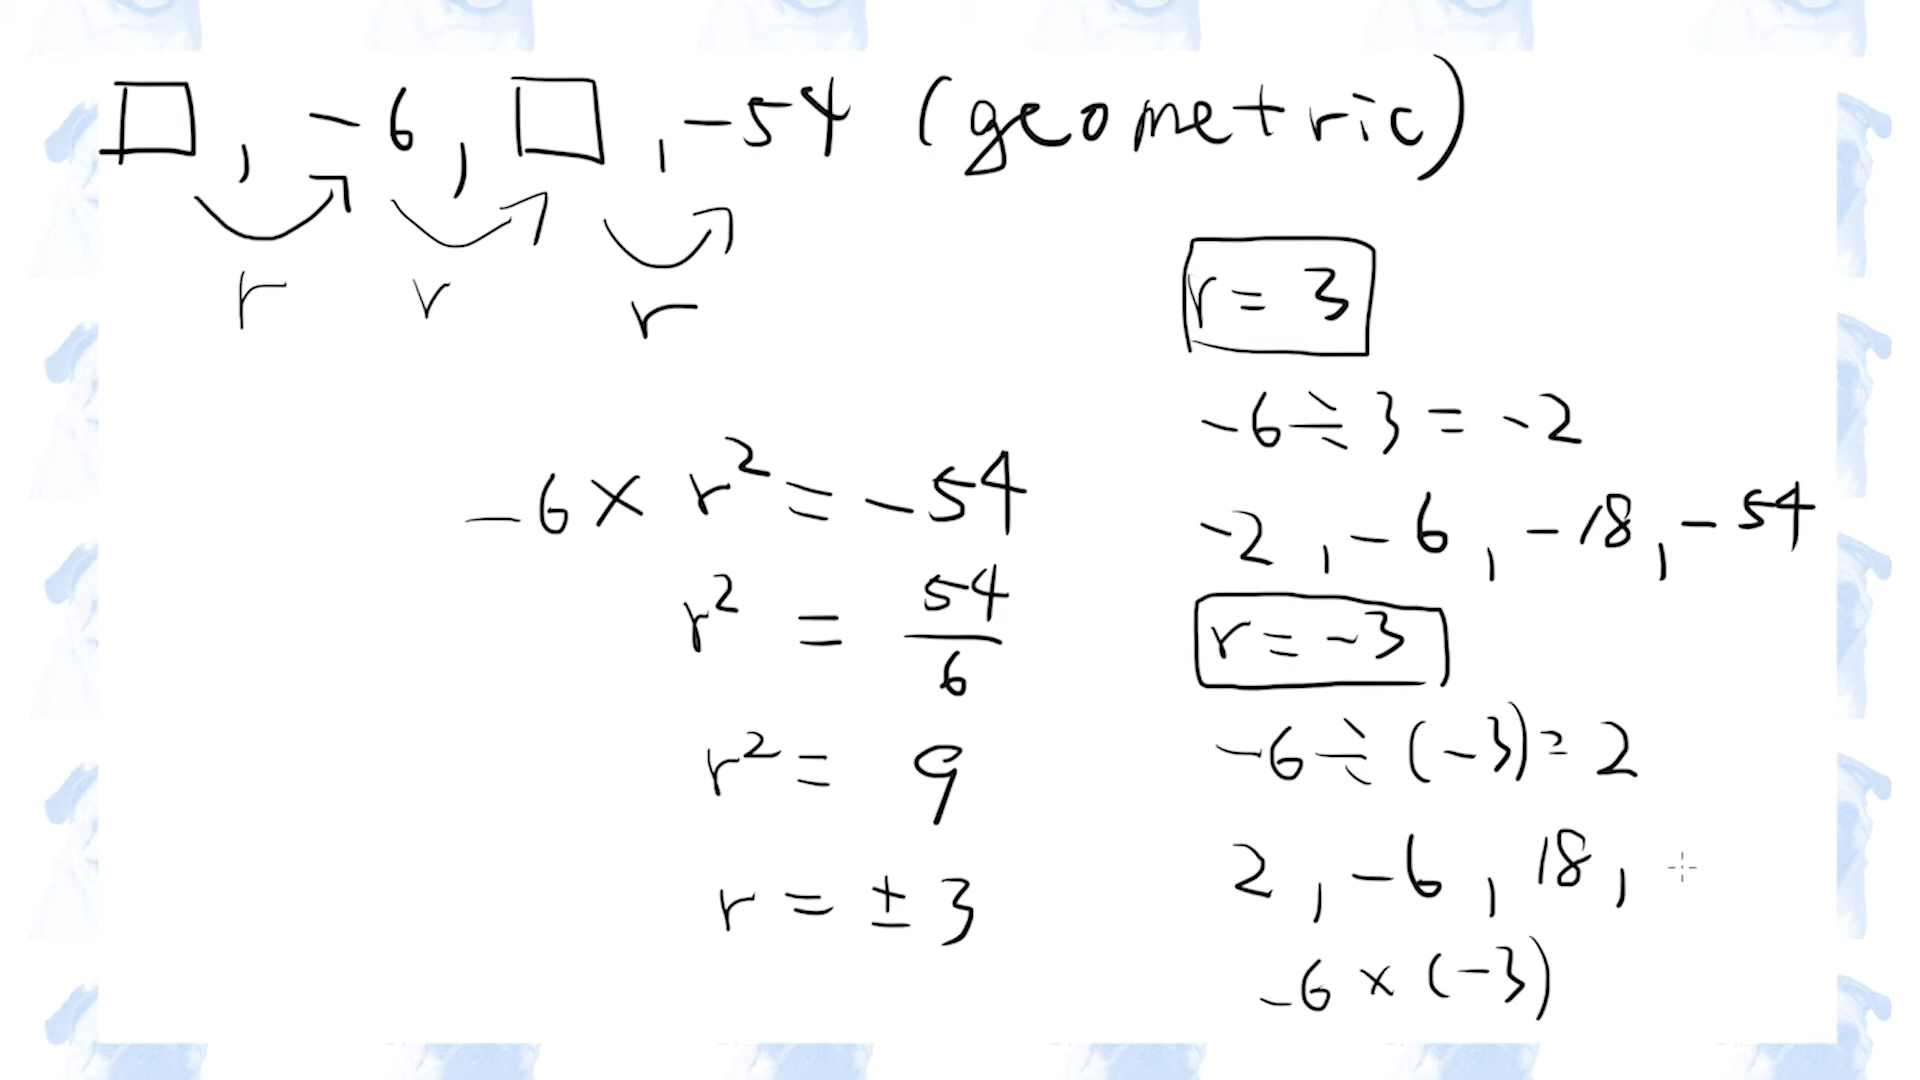 □, -6, □, -54 (geometric)
r r r
-6 × r² = -54
r² = 54/6
r² = 9
r = ± 3
r = 3
-6 ÷ 3 = -2
-2, -6, -18, -54
r = -3
-6 ÷ (-3) = 2
2, -6, 18,
-6 × (-3)